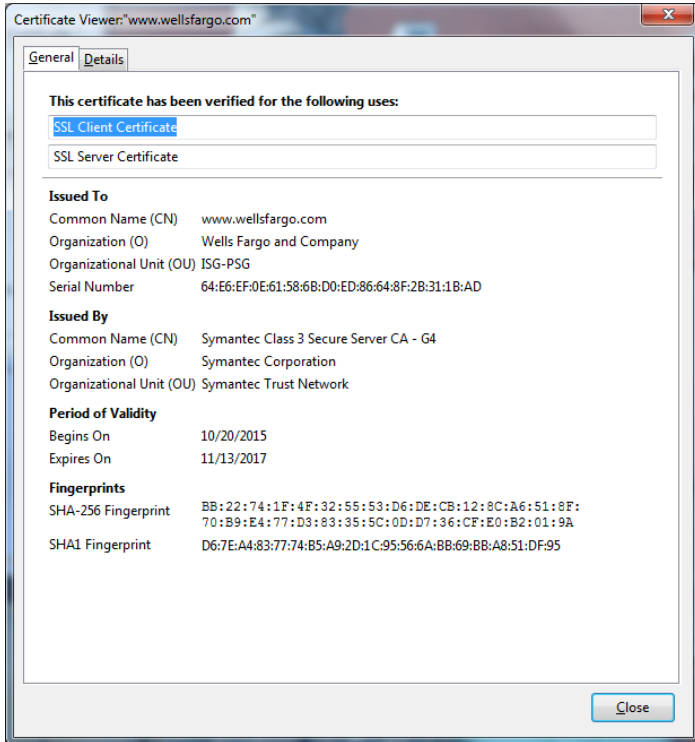 Certificate Viewer:"www.wellsfargo.com"
General Details
This certificate has been verified for the following uses:
SSL Client Certificate
SSL Server Certificate
Issued To
Common Name (CN) www.wellsfargo.com
Organization (O) Wells Fargo and Company
Organizational Unit (OU) ISG-PSG
Serial Number 64:E6:EF:0E:61:58:6B:D0:ED:86:64:8F:2B:31:1B:AD
Issued By
Common Name (CN) Symantec Class 3 Secure Server CA - G4
Organization (O) Symantec Corporation
Organizational Unit (OU) Symantec Trust Network
Period of Validity
Begins On 10/20/2015
Expires On 11/13/2017
Fingerprints
SHA-256 Fingerprint BB:22:74:1F:4F:32:55:53:D6:DE:CB:12:8C:A6:51:8F:
70:B9:E4:77:D3:83:35:5C:0D:D7:36:CF:E0:B2:01:9A
SHA1 Fingerprint D6:7E:A4:83:77:74:B5:A9:2D:1C:95:56:6A:BB:69:BB:A8:51:DF:95
Close